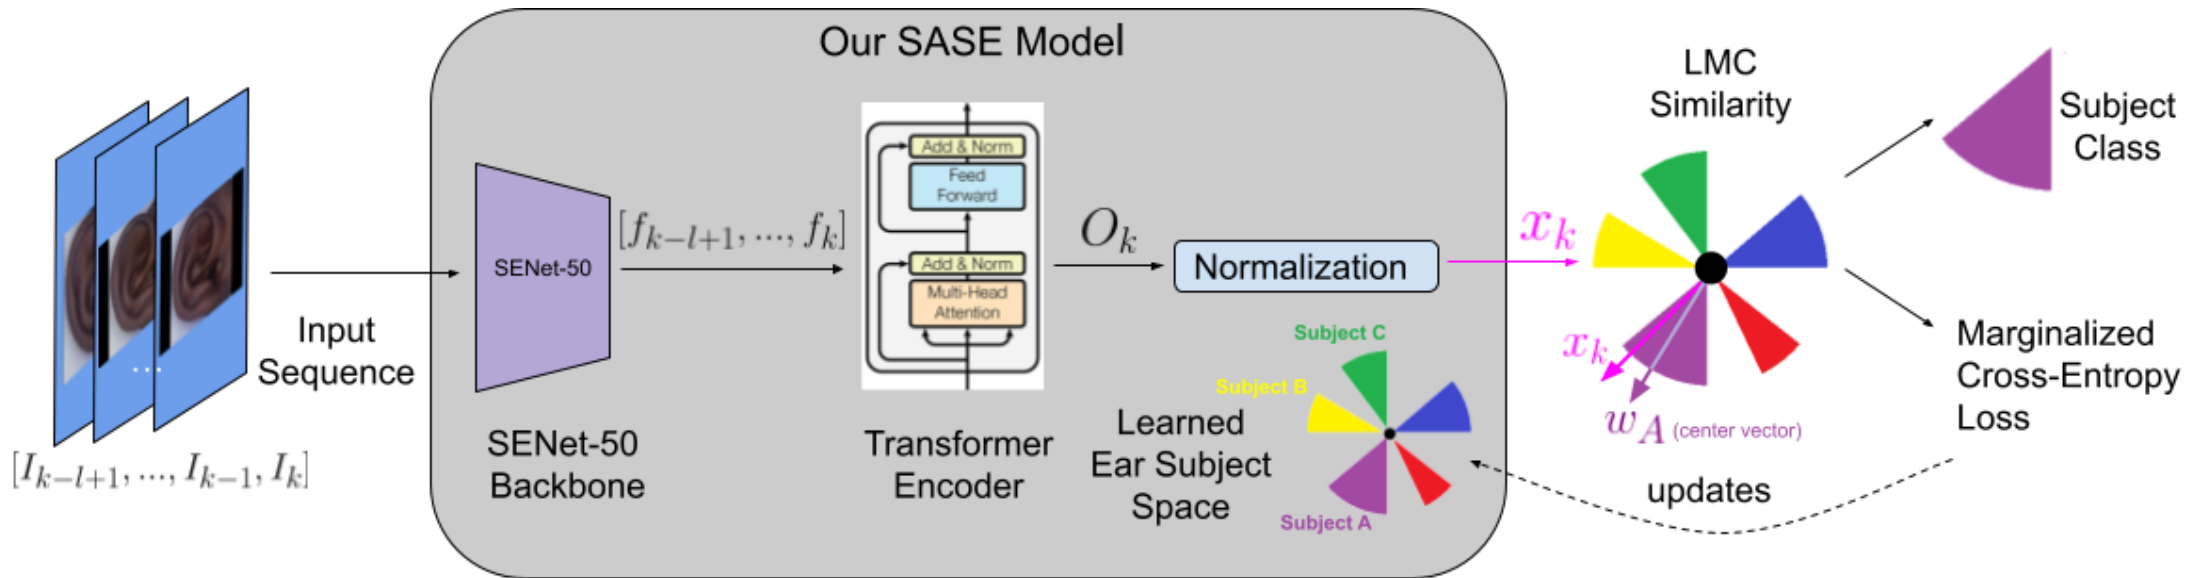 Our SASE Model
[I_{k-l+1}, ..., I_{k-1}, I_k]
...
Input
Sequence
SENet-50
SENet-50
Backbone
[f_{k-l+1}, ..., f_k]
Add & Norm
Feed
Forward
Add & Norm
Multi-Head
Attention
Transformer
Encoder
O_k
Normalization
Learned
Ear Subject
Space
Subject C
Subject B
Subject A
x_k
LMC
Similarity
x_k
w_A (center vector)
Subject
Class
Marginalized
Cross-Entropy
Loss
updates